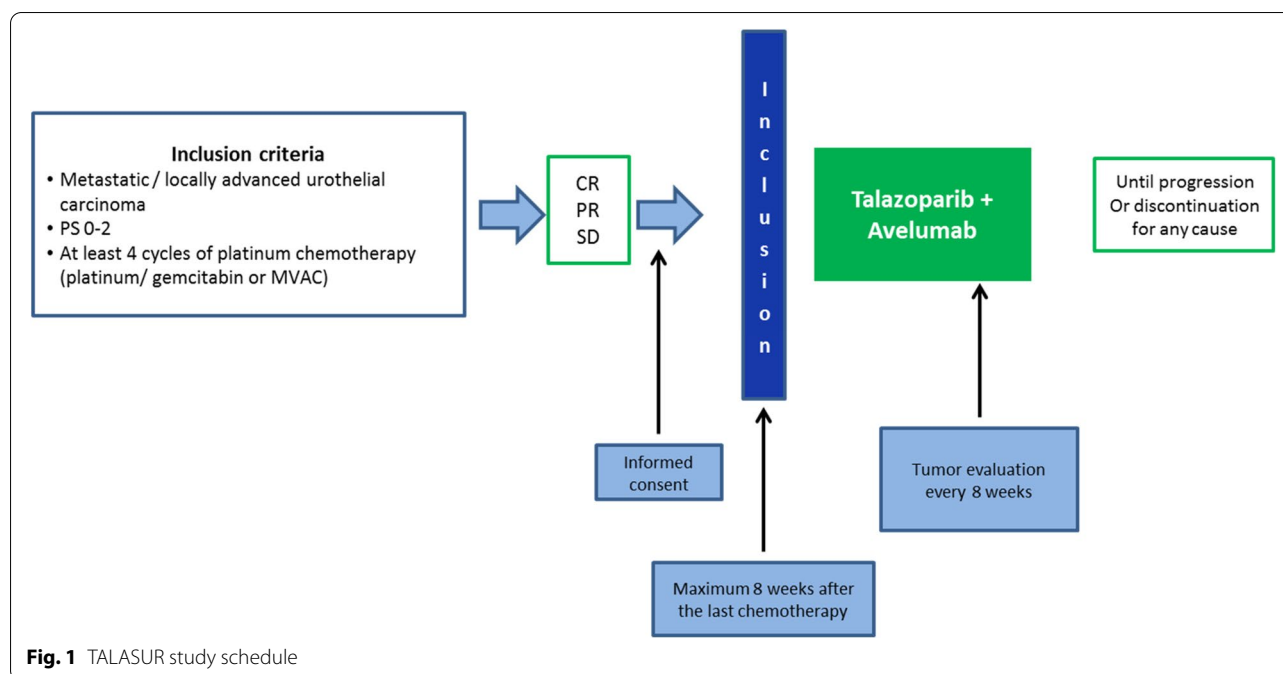 Inclusion criteria
• Metastatic / locally advanced urothelial
carcinoma
• PS 0-2
• At least 4 cycles of platinum chemotherapy
(platinum/ gemcitabin or MVAC)
CR
PR
SD
Inclusion
Talazoparib +
Avelumab
Until progression
Or discontinuation
for any cause
Informed
consent
Tumor evaluation
every 8 weeks
Maximum 8 weeks after
the last chemotherapy
Fig. 1 TALASUR study schedule